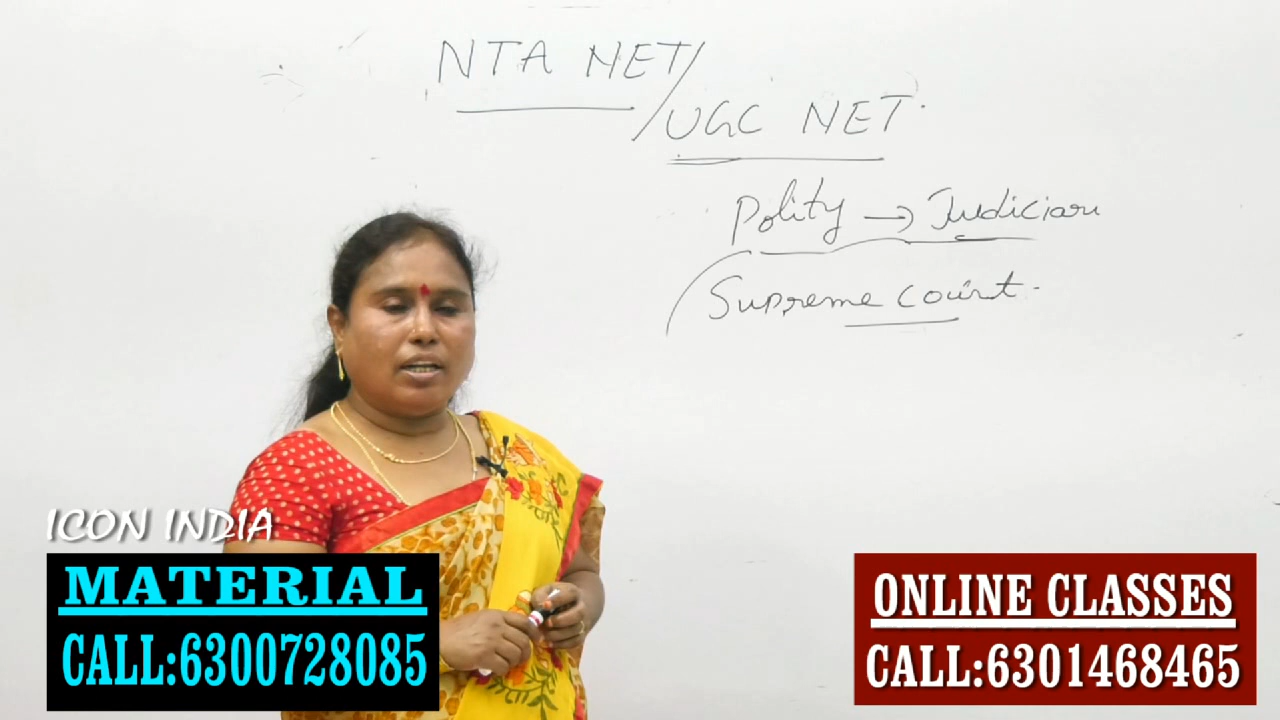 NTA NET/
UGC NET.
Polity → Judiciary
Supreme court.
ICON INDIA
MATERIAL
CALL:6300728085
ONLINE CLASSES
CALL:6301468465